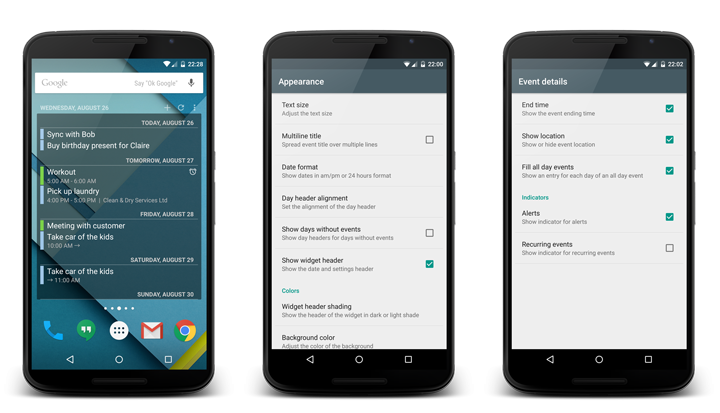 22:28
Google Say "Ok Google"
WEDNESDAY, AUGUST 26
TODAY, AUGUST 26
Sync with Bob
Buy birthday present for Claire
TOMORROW, AUGUST 27
Workout
5:00 AM - 6:00 AM
Pick up laundry
4:00 PM - 5:00 PM | Clean & Dry Services Ltd
FRIDAY, AUGUST 28
Meeting with customer
Take care of the kids
10:00 AM →
SATURDAY, AUGUST 29
Take care of the kids
→ 11:00 AM
SUNDAY, AUGUST 30
22:00
Appearance
Text size
Adjust the text size
Multiline title
Spread event title over multiple lines
Date format
Show dates in am/pm or 24 hours format
Day header alignment
Set the alignment of the day header
Show days without events
Show day headers for days without events
Show widget header
Show the date and settings header
Colors
Widget header shading
Show the header of the widget in dark or light shade
Background color
Adjust the color of the background
22:02
Event details
End time
Show the event ending time
Show location
Show or hide event location
Fill all day events
Show an entry for each day of an all day event
Indicators
Alerts
Show indicator for alerts
Recurring events
Show indicator for recurring events